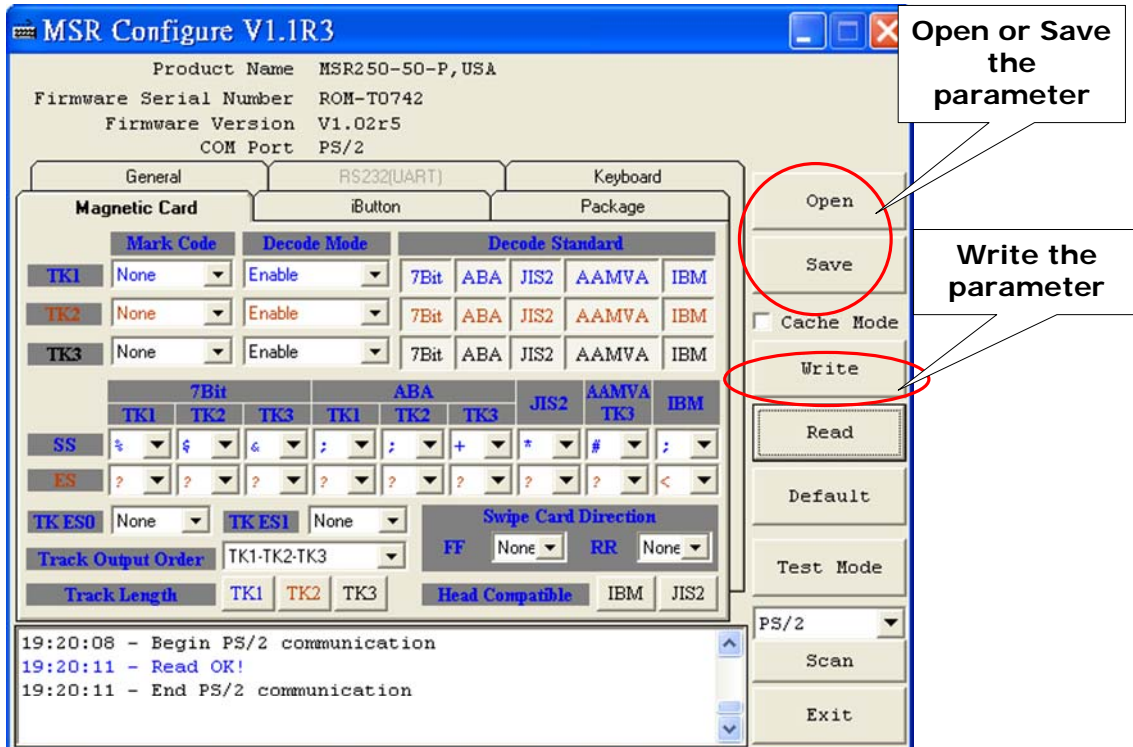 MSR Configure V1.1R3
Open or Save
the
parameter
Product Name MSR250-50-P,USA
Firmware Serial Number ROM-T0742
Firmware Version V1.02r5
COM Port PS/2
General RS232(UART) Keyboard
Magnetic Card iButton Package
Open
Save
Write the
parameter
Cache Mode
Write
Read
Default
Test Mode
PS/2
Scan
Exit
Mark Code Decode Mode Decode Standard
TK1 None Enable 7Bit ABA JIS2 AAMVA IBM
TK2 None Enable 7Bit ABA JIS2 AAMVA IBM
TK3 None Enable 7Bit ABA JIS2 AAMVA IBM
7Bit ABA JIS2 AAMVA IBM
TK1 TK2 TK3 TK1 TK2 TK3 TK3
SS % $ & ; ; + * # ;
ES ? ? ? ? ? ? ? ? <
TK ES0 None TK ES1 None Swipe Card Direction
FF None RR None
Track Output Order TK1-TK2-TK3
Track Length TK1 TK2 TK3 Head Compatible IBM JIS2
19:20:08 - Begin PS/2 communication
19:20:11 - Read OK!
19:20:11 - End PS/2 communication